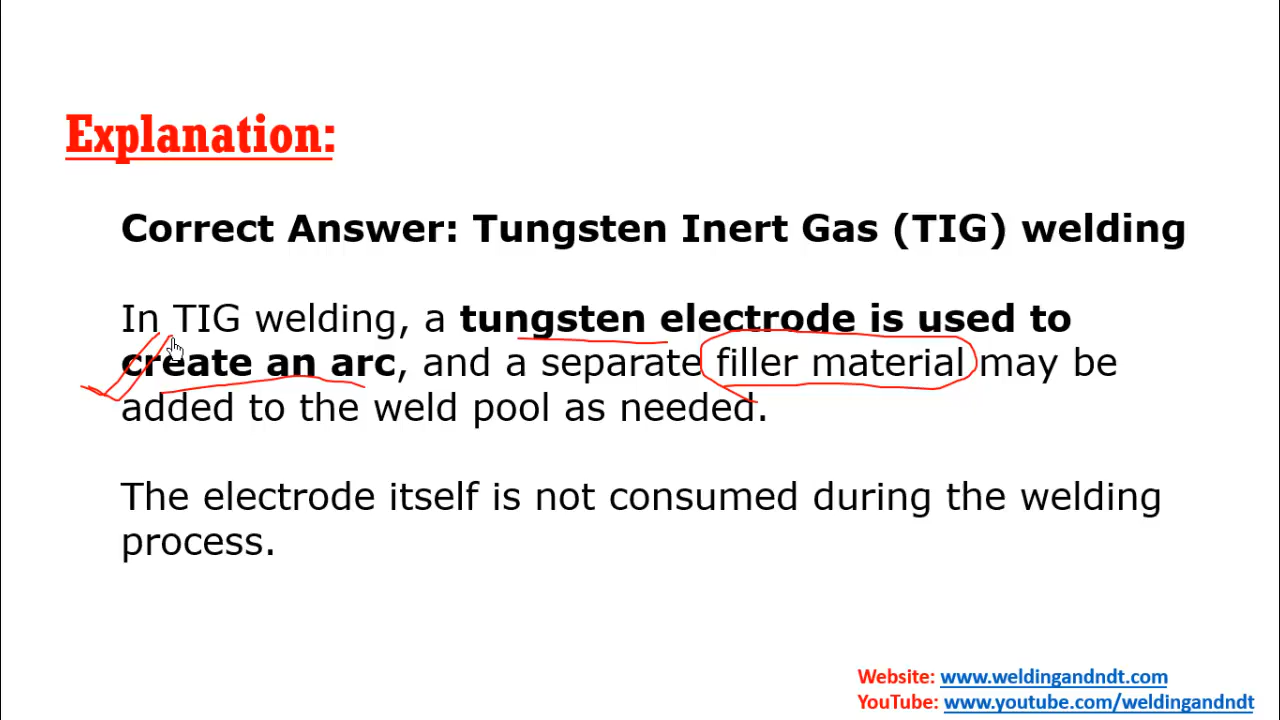 Explanation:
Correct Answer: Tungsten Inert Gas (TIG) welding
In TIG welding, a tungsten electrode is used to
create an arc, and a separate filler material may be
added to the weld pool as needed.
The electrode itself is not consumed during the welding
process.
Website: www.weldingandndt.com
YouTube: www.youtube.com/weldingandndt